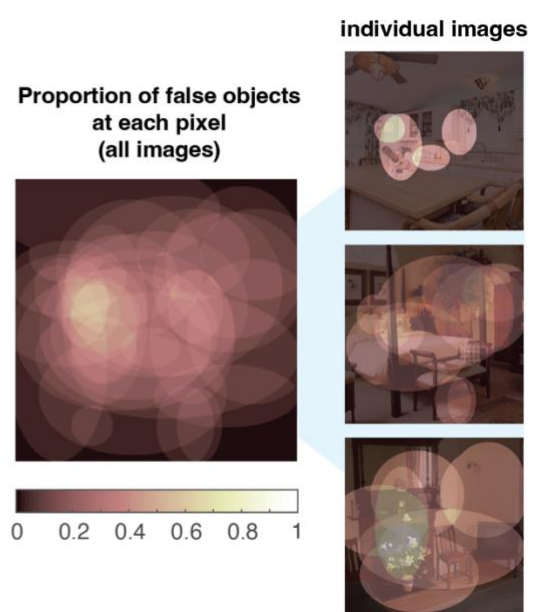 individual images
Proportion of false objects
at each pixel
(all images)
0 0.2 0.4 0.6 0.8 1